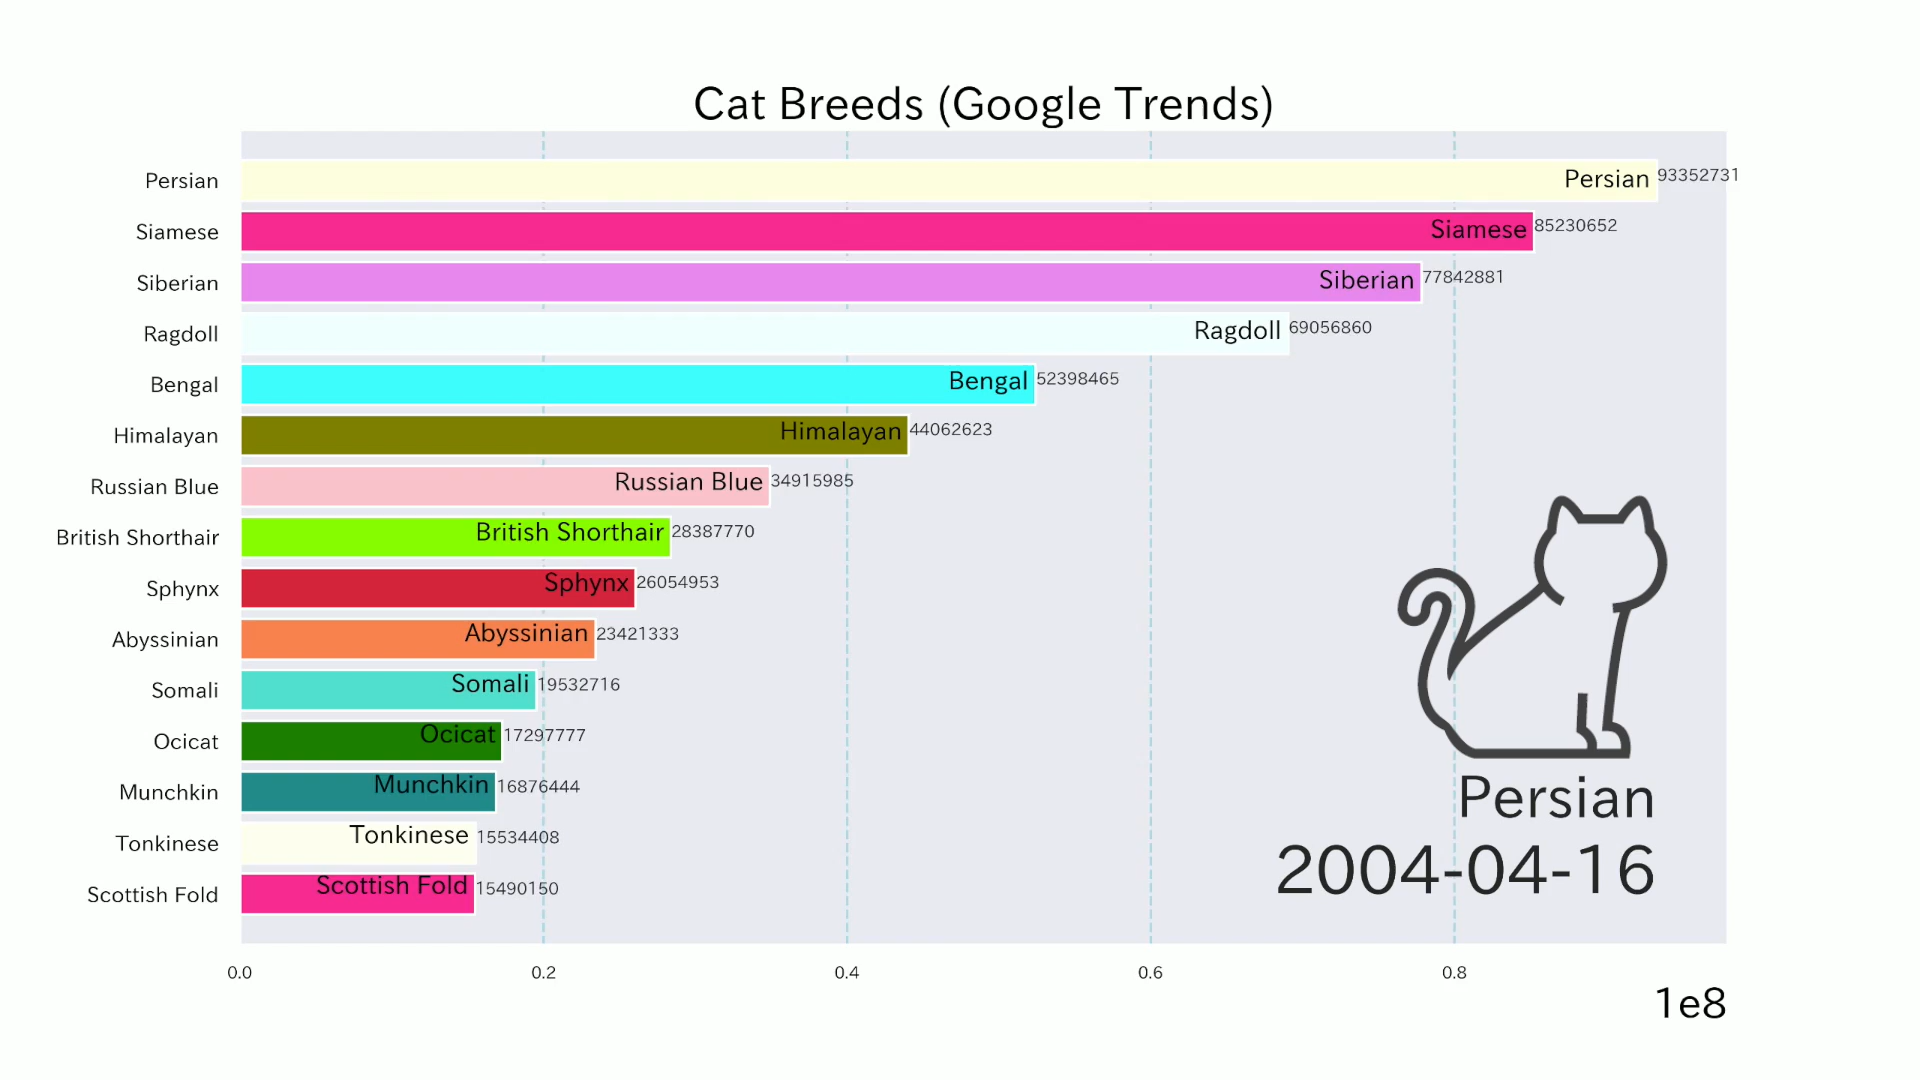 Cat Breeds (Google Trends)
Persian Persian 93352731
Siamese Siamese 85230652
Siberian Siberian 77842881
Ragdoll Ragdoll 69056860
Bengal Bengal 52398465
Himalayan Himalayan 44062623
Russian Blue Russian Blue 34915985
British Shorthair British Shorthair 28387770
Sphynx Sphynx 26054953
Abyssinian Abyssinian 23421333
Somali Somali 19532716
Ocicat Ocicat 17297777
Munchkin Munchkin 16876444
Tonkinese Tonkinese 15534408
Scottish Fold Scottish Fold 15490150
Persian
2004-04-16
0.0 0.2 0.4 0.6 0.8
1e8